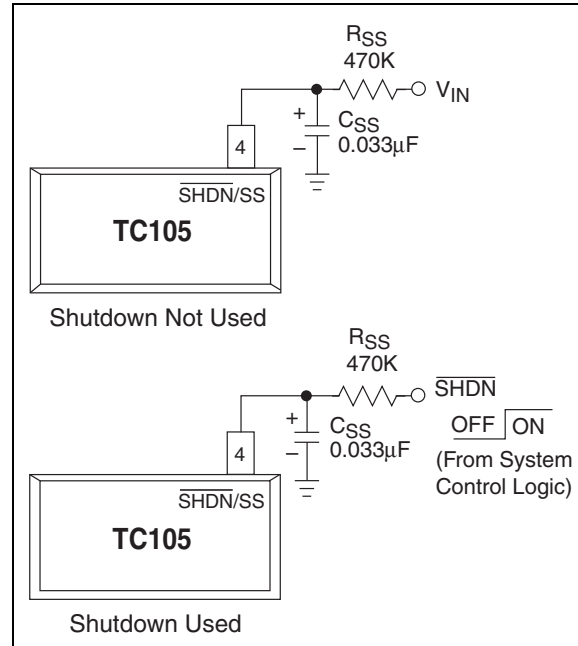 RSS
470K
VIN
+
CSS
–
0.033µF
4
SHDN/SS
TC105
Shutdown Not Used
RSS
470K
SHDN
+
CSS
OFF ON
–
0.033µF
(From System
Control Logic)
4
SHDN/SS
TC105
Shutdown Used